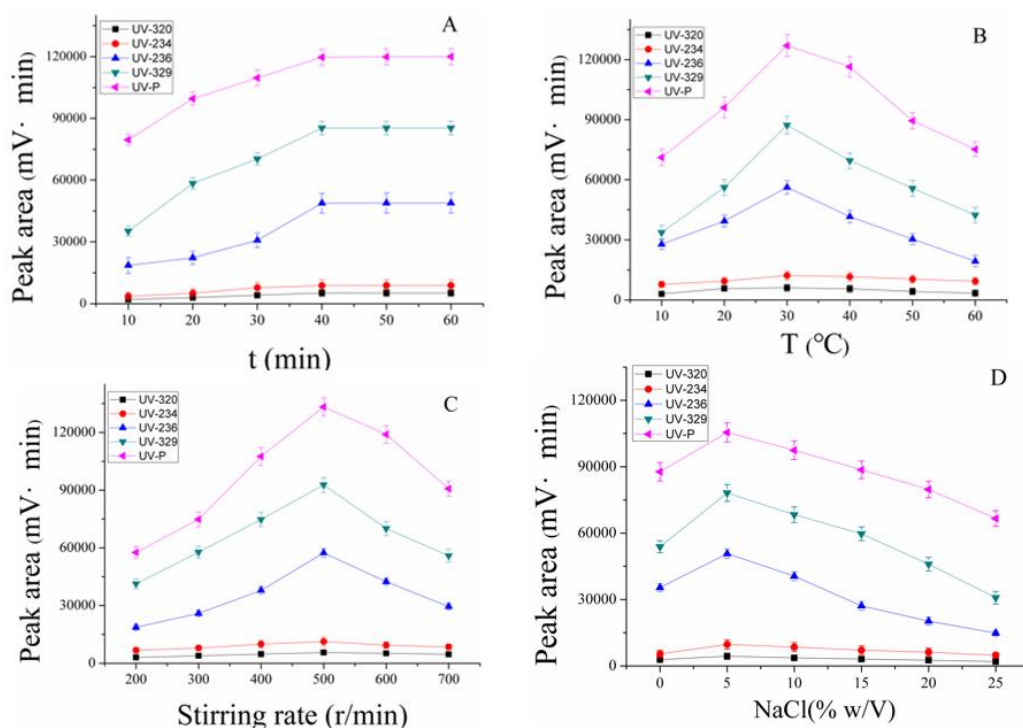 A
UV-320
UV-234
UV-236
UV-329
UV-P
120000
90000
60000
30000
0
Peak area (mV· min)
10 20 30 40 50 60
t (min)
B
UV-320
UV-234
UV-236
UV-329
UV-P
120000
90000
60000
30000
0
Peak area (mV· min)
10 20 30 40 50 60
T (°C)
C
UV-320
UV-234
UV-236
UV-329
UV-P
120000
90000
60000
30000
0
Peak area (mV· min)
200 300 400 500 600 700
Stirring rate (r/min)
D
UV-320
UV-234
UV-236
UV-329
UV-P
120000
90000
60000
30000
0
Peak area (mV· min)
0 5 10 15 20 25
NaCl(% w/V)